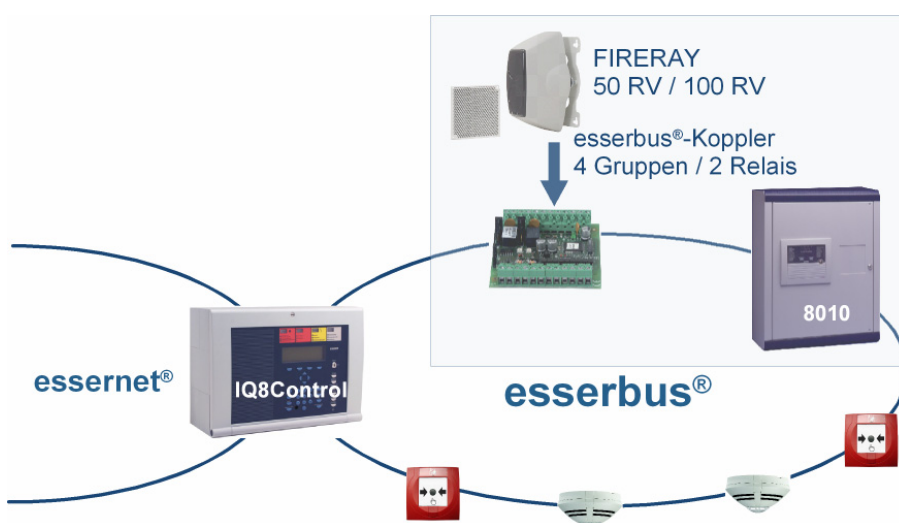 FIRERAY
50 RV / 100 RV
esserbus®-Koppler
4 Gruppen / 2 Relais
8010
essernet®
IQ8Control
esserbus®